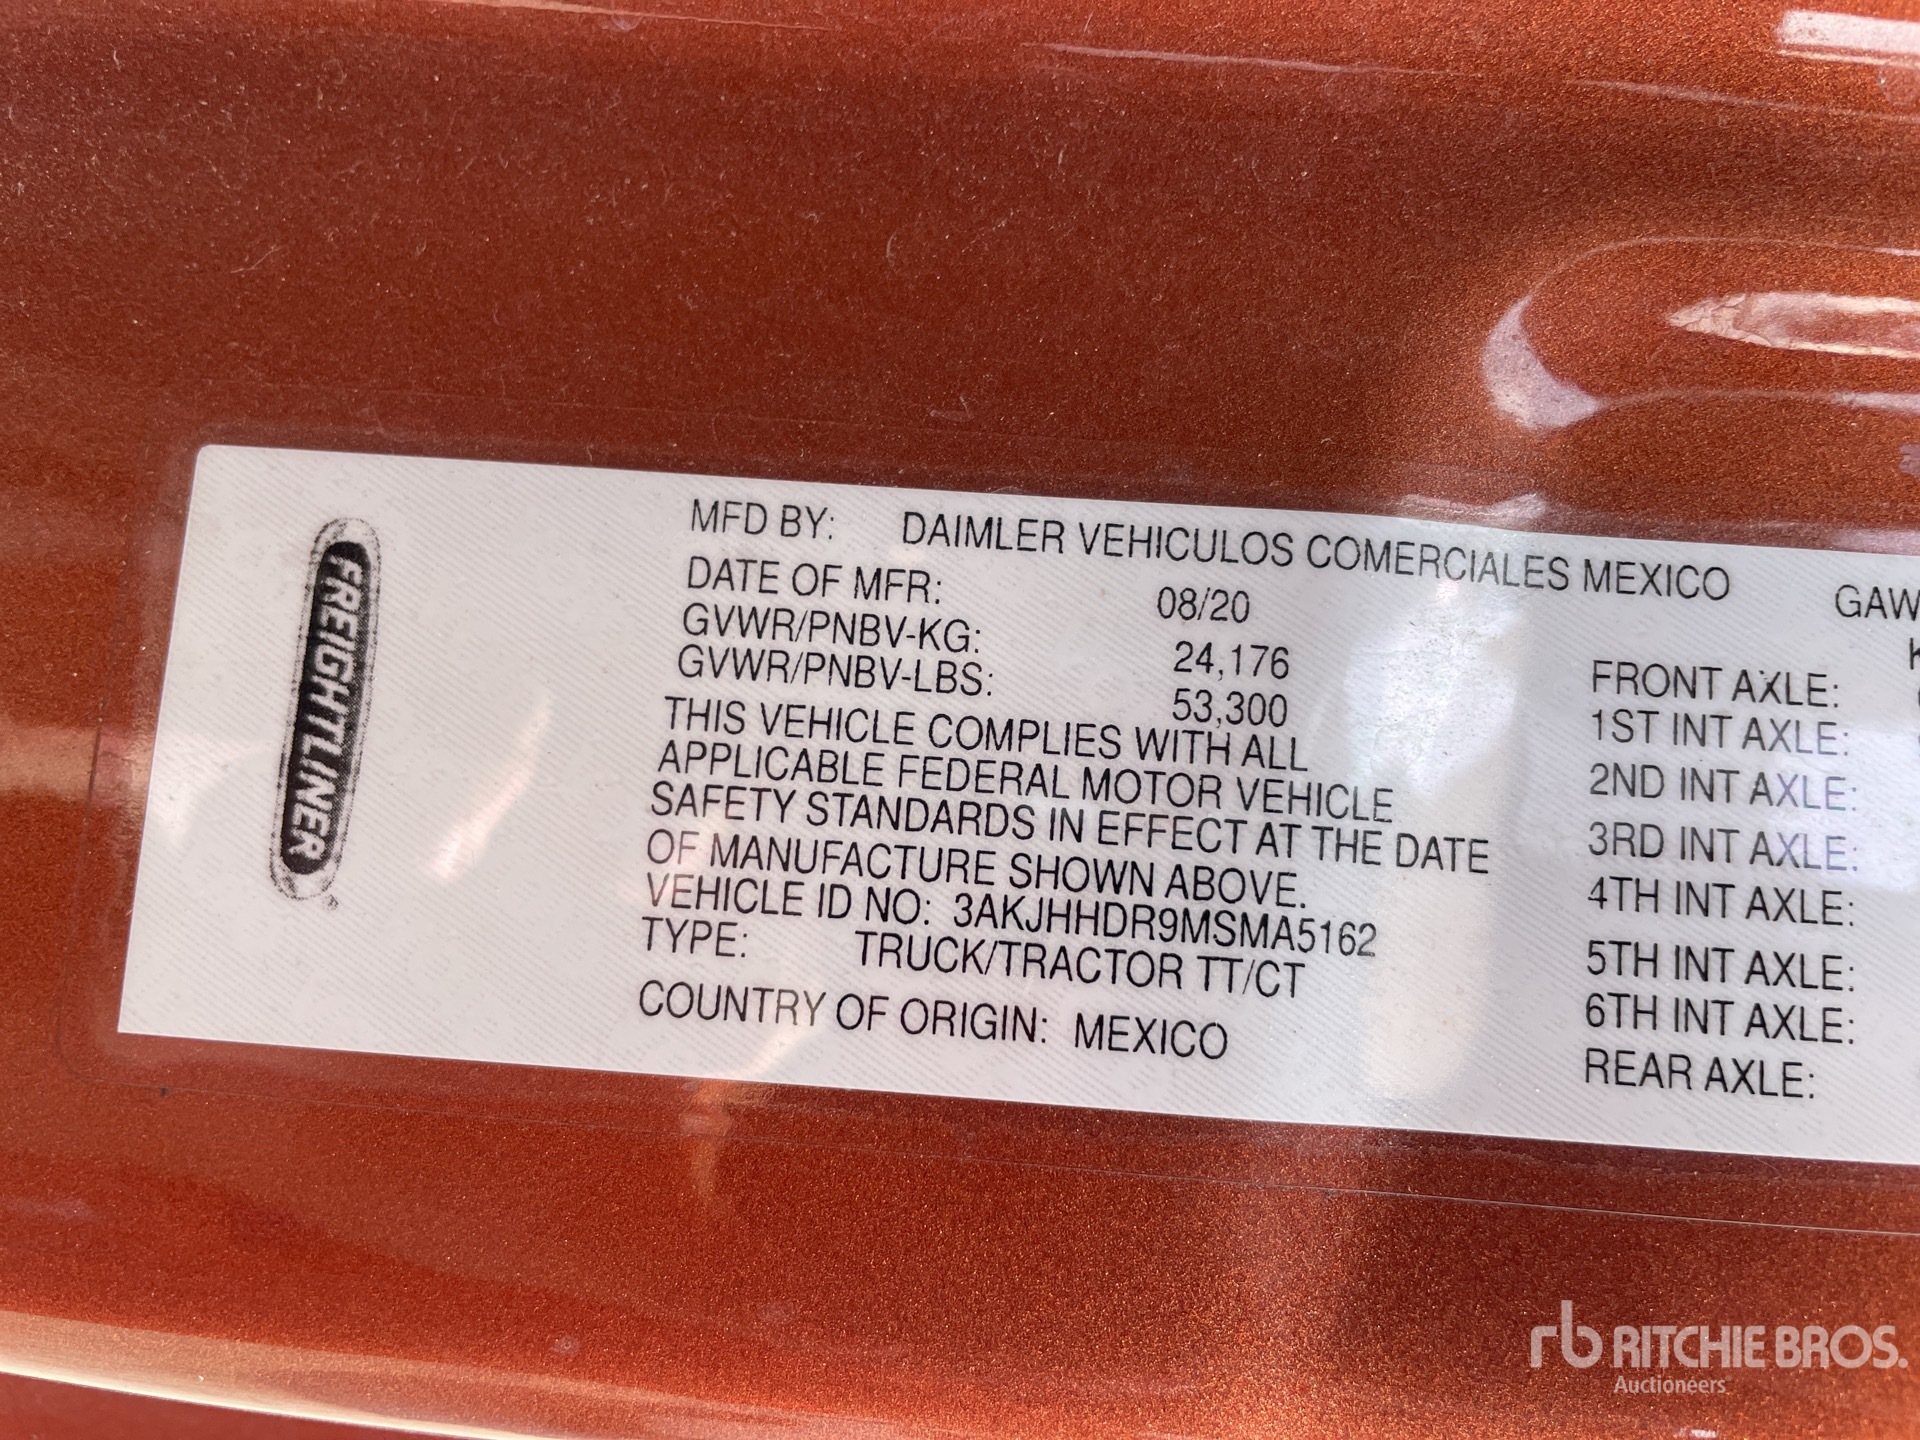 FREIGHTLINER®
MFD BY: DAIMLER VEHICULOS COMERCIALES MEXICO
DATE OF MFR: 08/20
GVWR/PNBV-KG: 24,176
GVWR/PNBV-LBS: 53,300
THIS VEHICLE COMPLIES WITH ALL
APPLICABLE FEDERAL MOTOR VEHICLE
SAFETY STANDARDS IN EFFECT AT THE DATE
OF MANUFACTURE SHOWN ABOVE.
VEHICLE ID NO: 3AKJHHDR9MSMA5162
TYPE: TRUCK/TRACTOR TT/CT
COUNTRY OF ORIGIN: MEXICO
GAW
K
FRONT AXLE:
1ST INT AXLE:
2ND INT AXLE:
3RD INT AXLE:
4TH INT AXLE:
5TH INT AXLE:
6TH INT AXLE:
REAR AXLE:
rb RITCHIE BROS.
Auctioneers